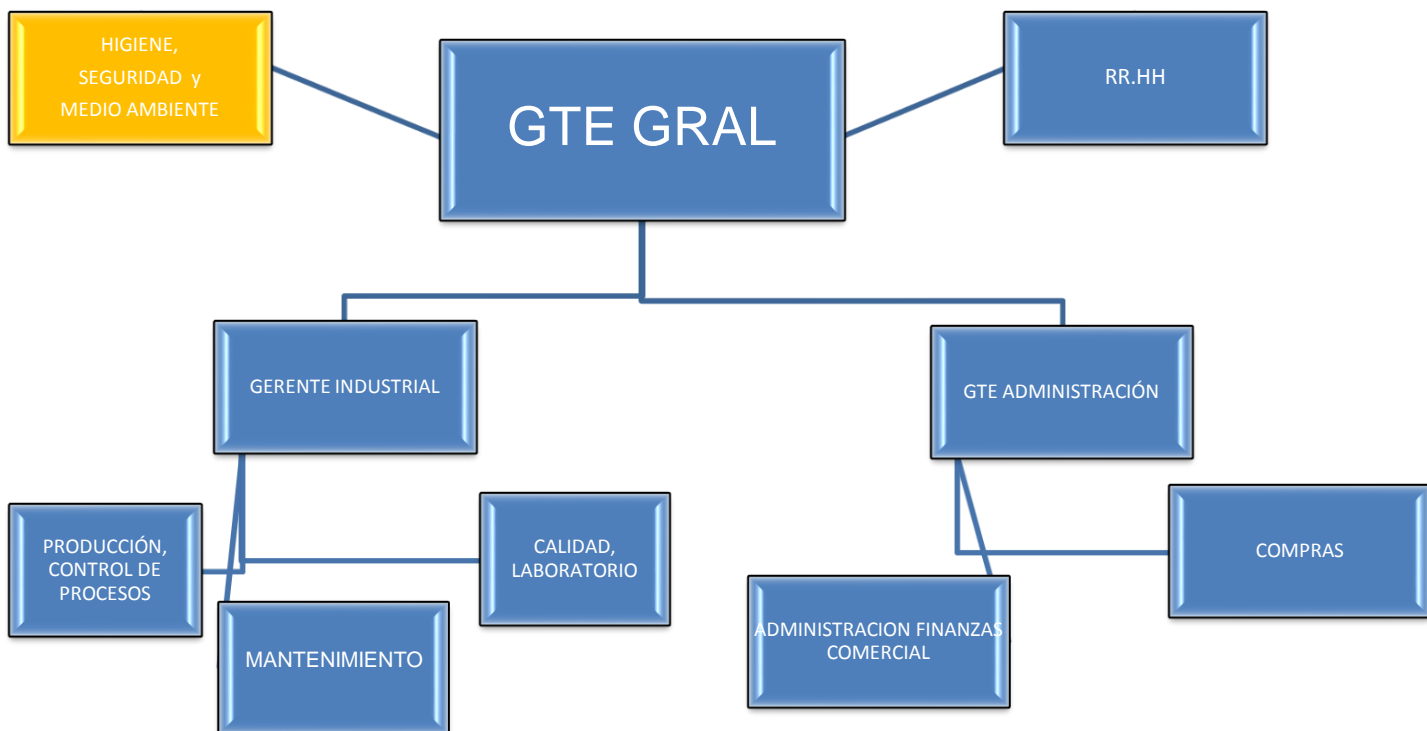 HIGIENE,
SEGURIDAD y
MEDIO AMBIENTE
GTE GRAL
RR.HH
GERENTE INDUSTRIAL
GTE ADMINISTRACIÓN
PRODUCCIÓN,
CONTROL DE
PROCESOS
CALIDAD,
LABORATORIO
MANTENIMIENTO
ADMINISTRACION FINANZAS
COMERCIAL
COMPRAS